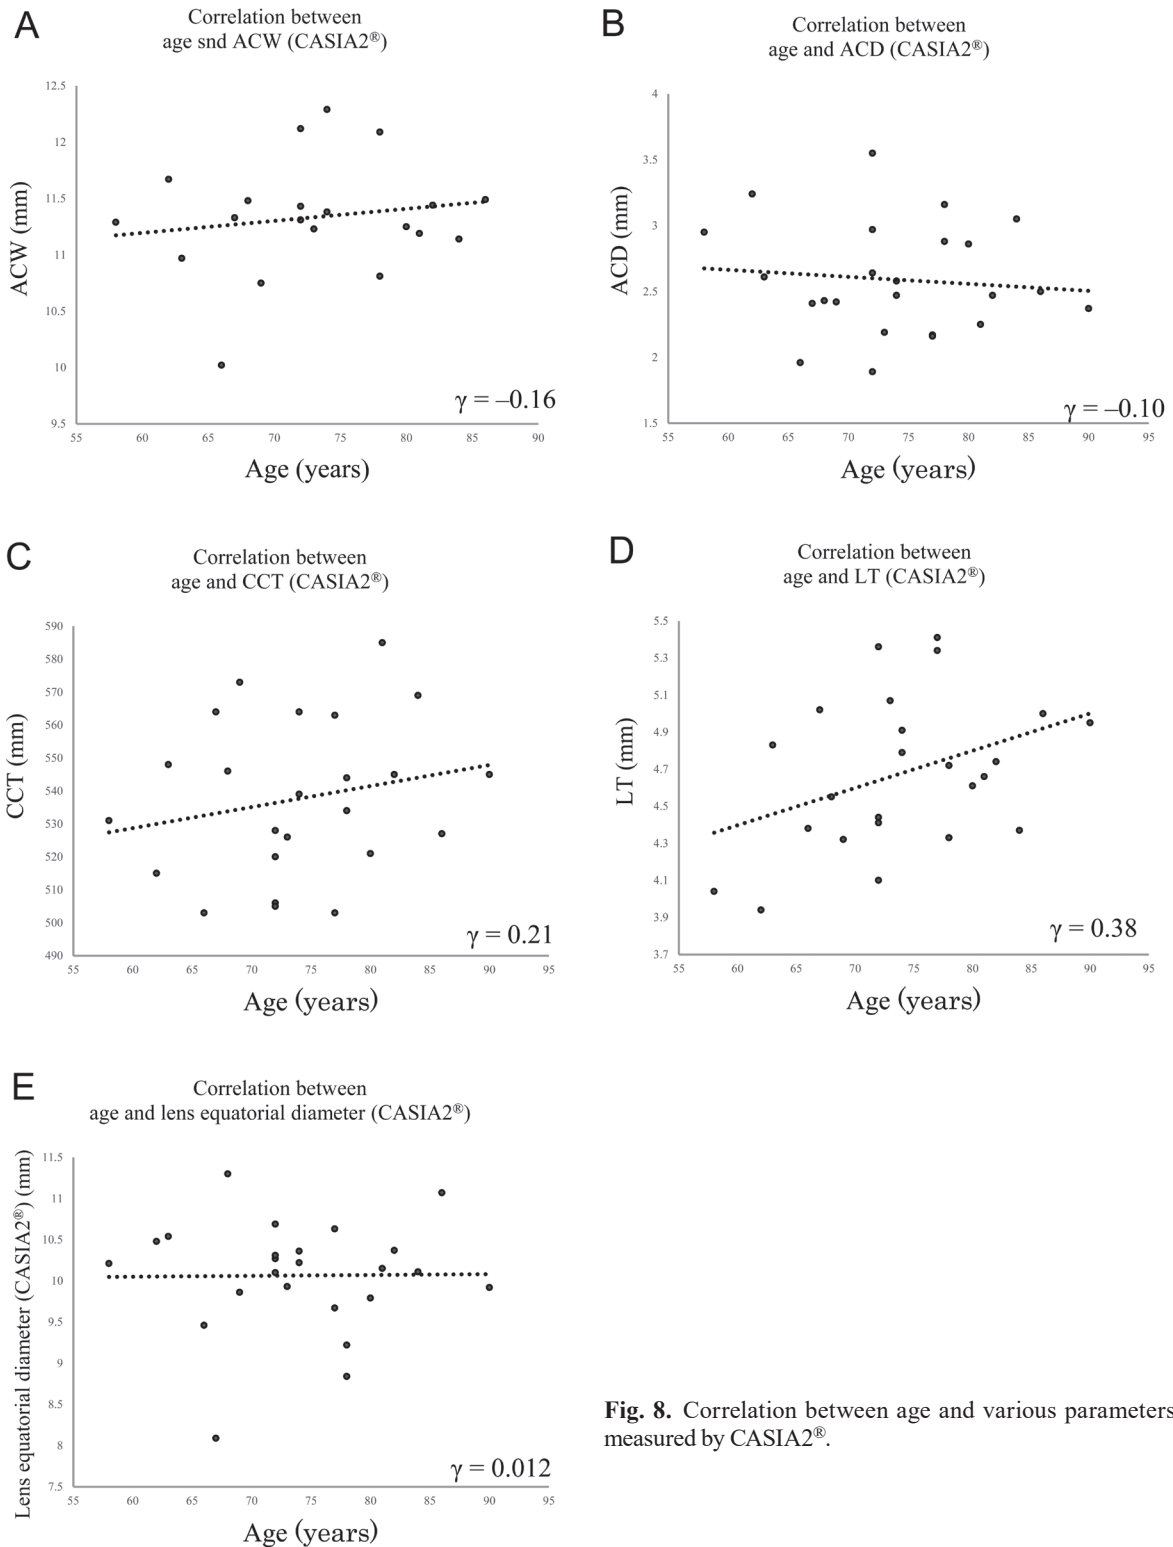 A
Correlation between
age snd ACW (CASIA2®)
12.5
12
11.5
11
10.5
10
9.5
ACW (mm)
55 60 65 70 75 80 85 90
γ = –0.16
Age (years)
B
Correlation between
age and ACD (CASIA2®)
4
3.5
3
2.5
2
1.5
ACD (mm)
55 60 65 70 75 80 85 90 95
γ = –0.10
Age (years)
C
Correlation between
age and CCT (CASIA2®)
590
580
570
560
550
540
530
520
510
500
490
CCT (mm)
55 60 65 70 75 80 85 90 95
γ = 0.21
Age (years)
D
Correlation between
age and LT (CASIA2®)
5.5
5.3
5.1
4.9
4.7
4.5
4.3
4.1
3.9
3.7
LT (mm)
55 60 65 70 75 80 85 90 95
γ = 0.38
Age (years)
E
Correlation between
age and lens equatorial diameter (CASIA2®)
11.5
11
10.5
10
9.5
9
8.5
8
7.5
Lens equatorial diameter (CASIA2®) (mm)
55 60 65 70 75 80 85 90 95
γ = 0.012
Age (years)
Fig. 8. Correlation between age and various parameters
measured by CASIA2®.